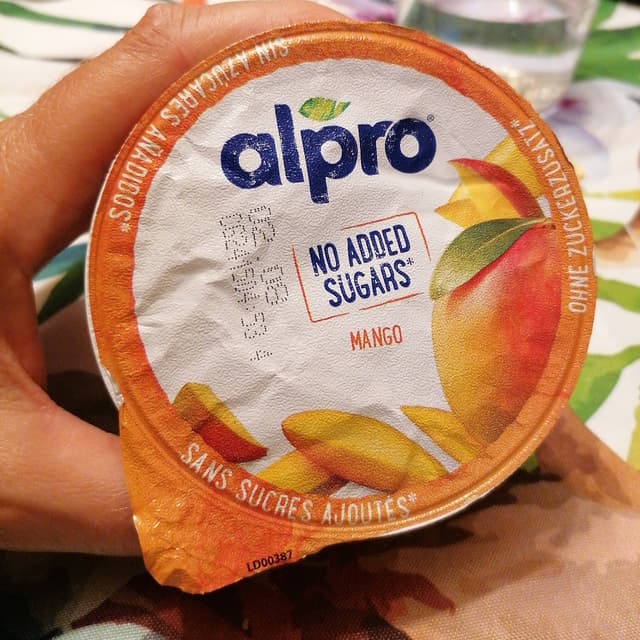 SIN AZÚCARES AÑADIDOS*
alpro®
NO ADDED
SUGARS*
MANGO
OHNE ZUCKERZUSATZ*
SANS SUCRES AJOUTÉS*
LD00387